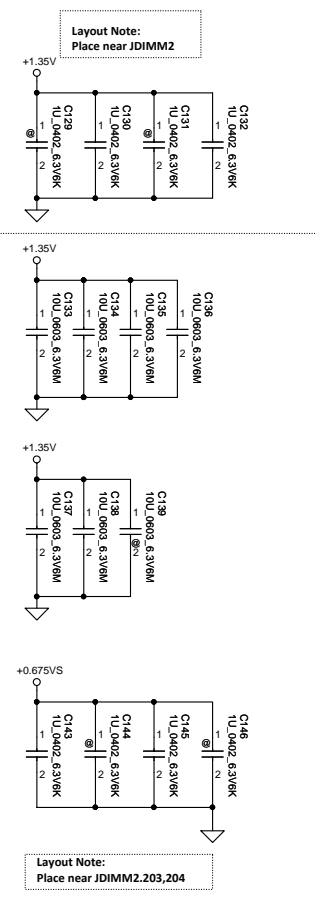 Layout Note:
Place near JDIMM2
+1.35V
C129
1U_0402_6.3V6K
1
@
2
C130
1U_0402_6.3V6K
1
2
C131
1U_0402_6.3V6K
1
@
2
C132
1U_0402_6.3V6K
1
2
+1.35V
C133
10U_0603_6.3V6M
1
2
C134
10U_0603_6.3V6M
1
2
C135
10U_0603_6.3V6M
1
2
C136
10U_0603_6.3V6M
1
2
+1.35V
C137
10U_0603_6.3V6M
1
2
C138
10U_0603_6.3V6M
1
2
C139
10U_0603_6.3V6M
1
@
2
+0.675VS
C143
1U_0402_6.3V6K
1
2
C144
1U_0402_6.3V6K
1
@
2
C145
1U_0402_6.3V6K
1
2
C146
1U_0402_6.3V6K
1
@
2
Layout Note:
Place near JDIMM2.203,204